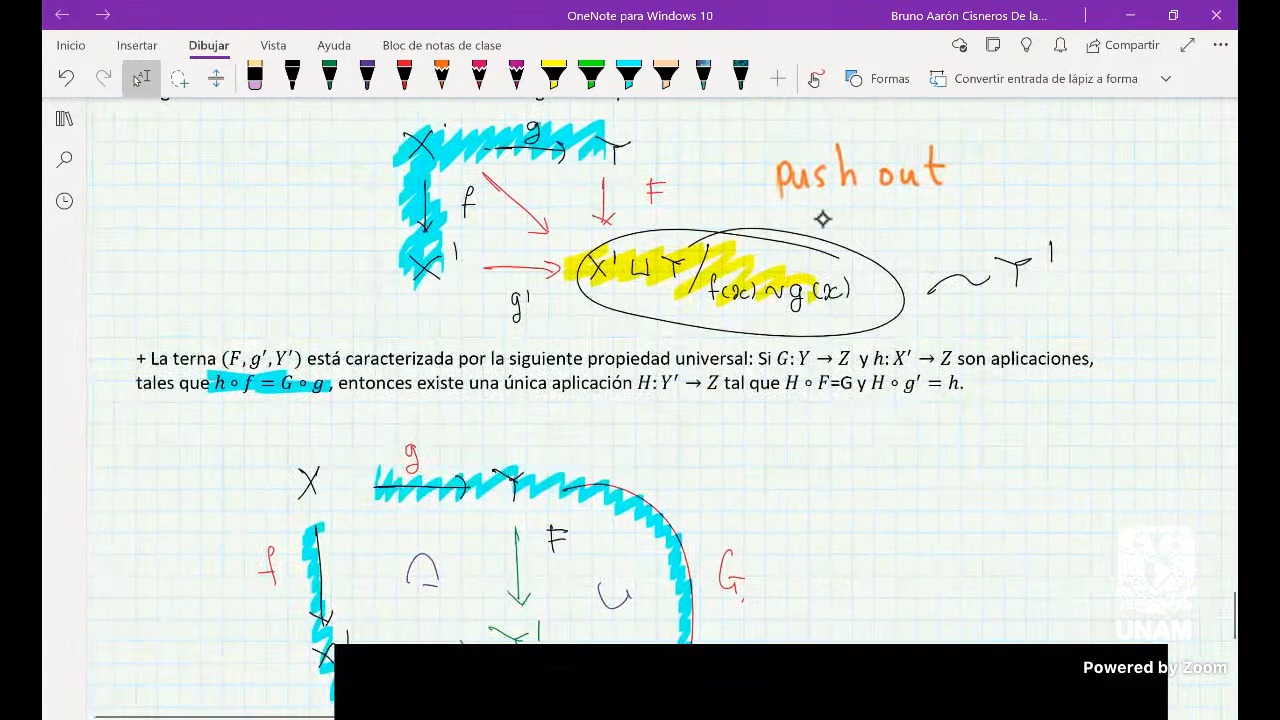 OneNote para Windows 10
Bruno Aarón Cisneros De la...
Inicio Insertar Dibujar Vista Ayuda Bloc de notas de clase Compartir
Formas Convertir entrada de lápiz a forma
X g Y
push out
f F
X' X' ⊔ Y / f(x) ~ g(x) ~ Y'
g'
+ La terna (F, g′, Y′) está caracterizada por la siguiente propiedad universal: Si G: Y → Z y h: X′ → Z son aplicaciones,
tales que h ∘ f = G ∘ g, entonces existe una única aplicación H: Y′ → Z tal que H ∘ F=G y H ∘ g′ = h.
g
X Y
F
f G
Y'
X'
UNAM
Powered by Zoom